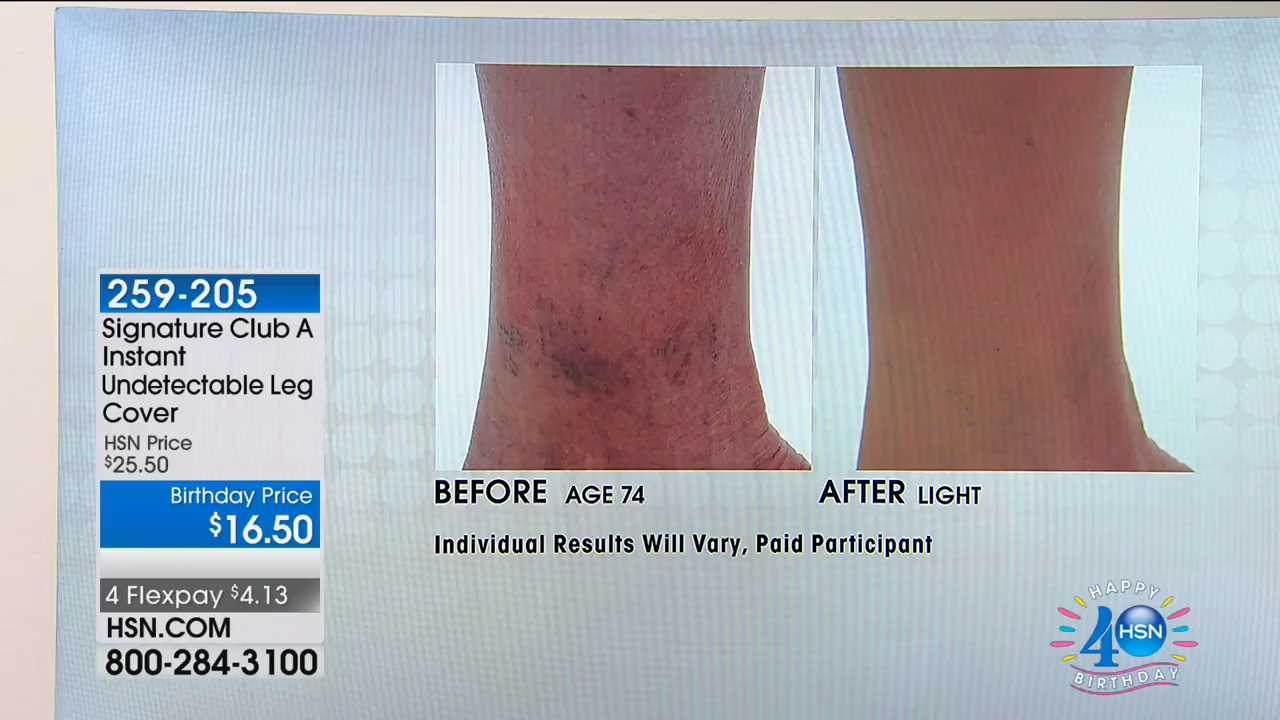 259-205
Signature Club A
Instant
Undetectable Leg
Cover
HSN Price
$25.50
Birthday Price
$16.50
4 Flexpay $4.13
HSN.COM
800-284-3100
BEFORE AGE 74
AFTER LIGHT
Individual Results Will Vary, Paid Participant
HAPPY
40 HSN
BIRTHDAY